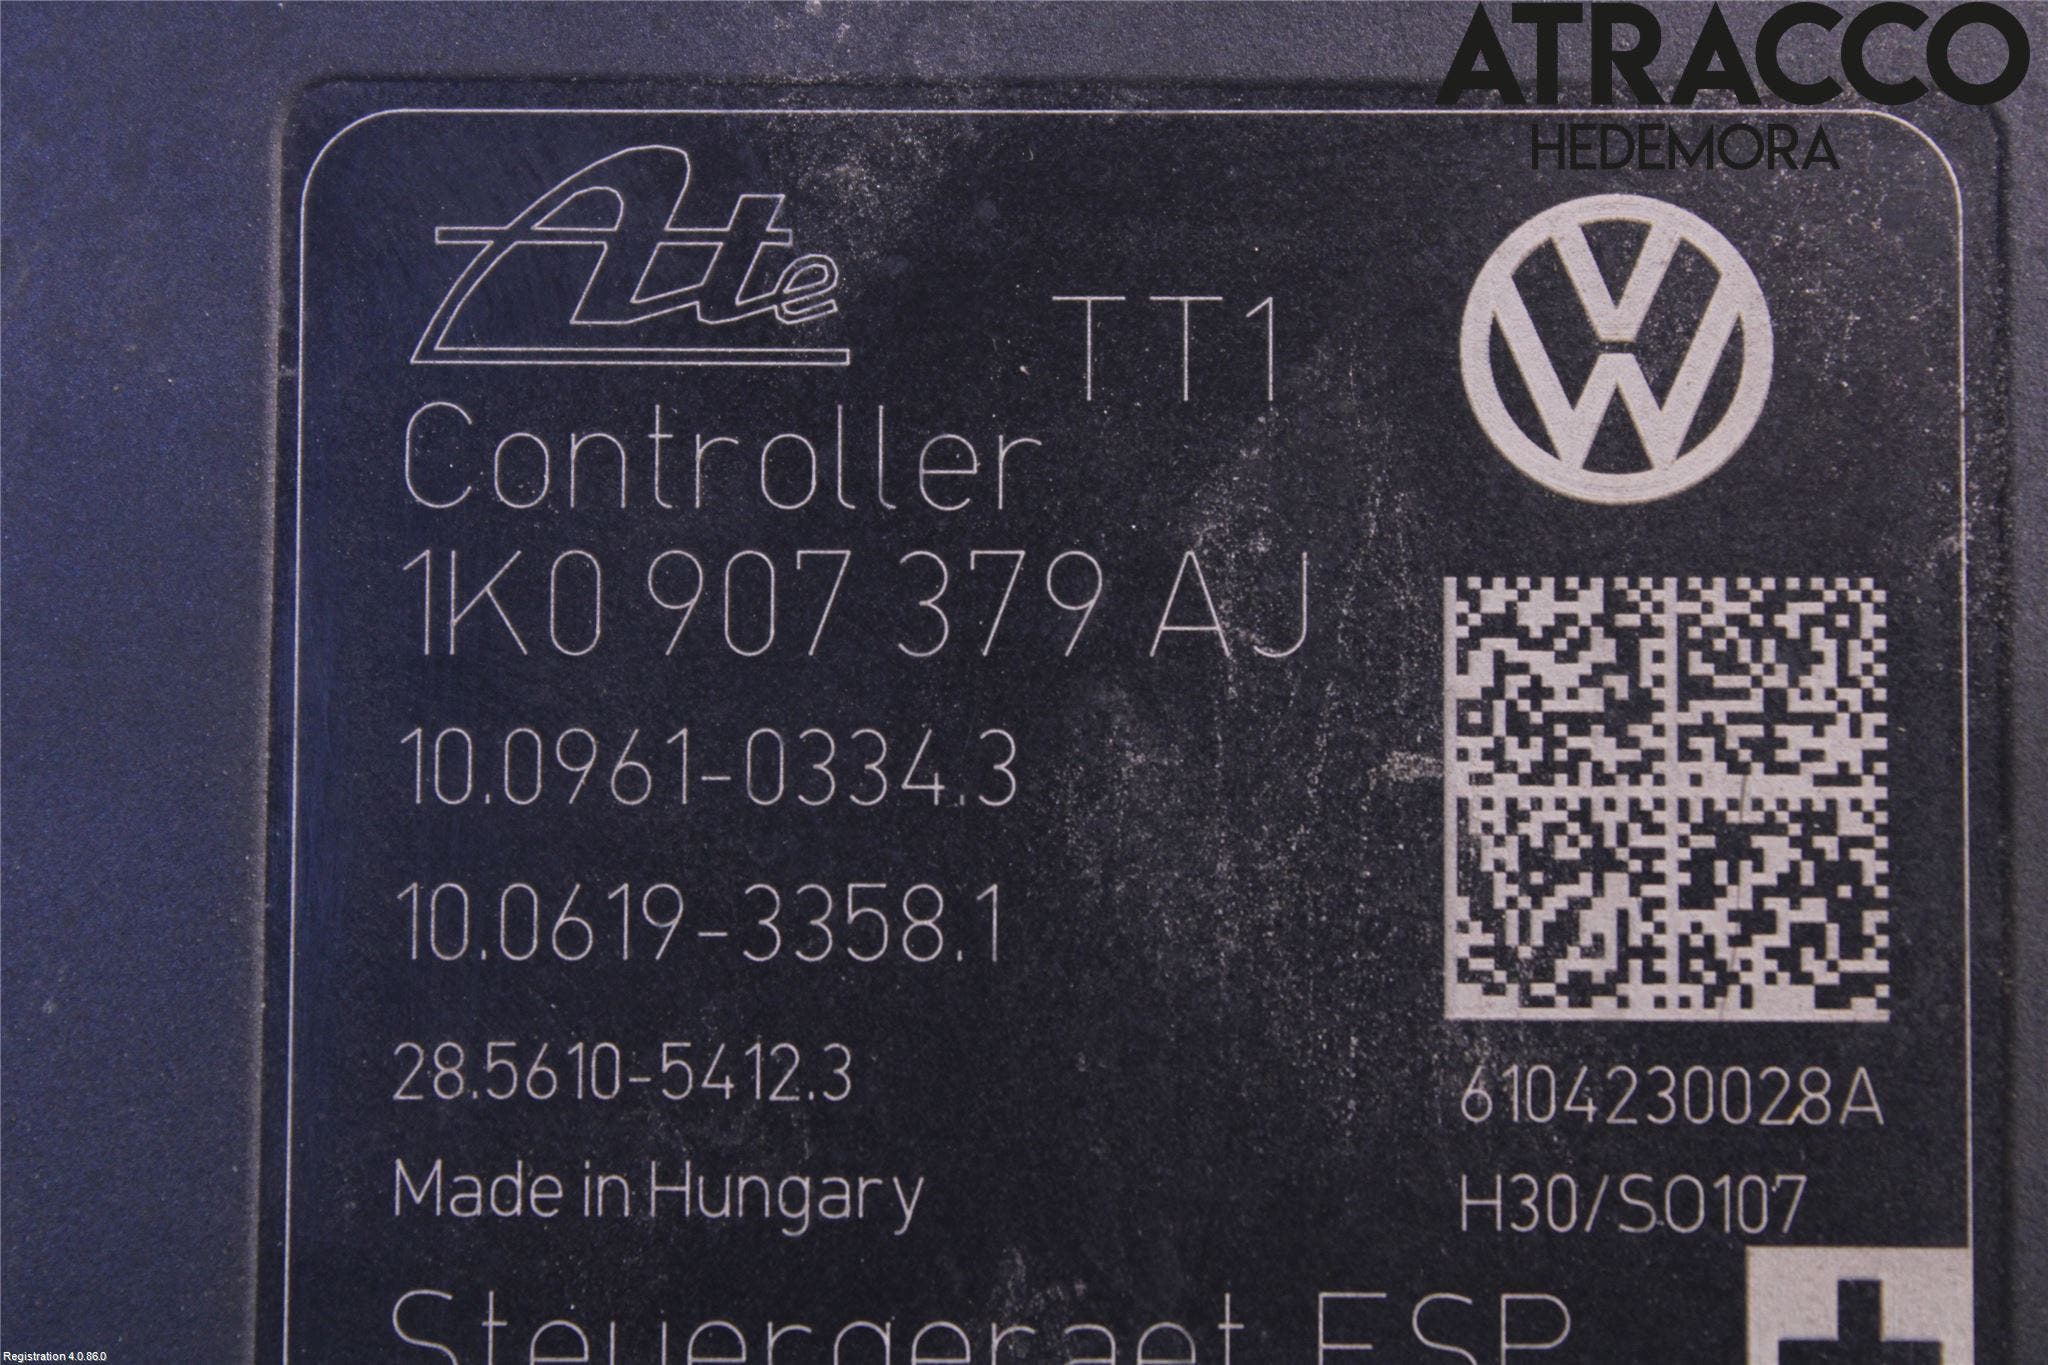 ATRACCO
HEDEMORA
Ate
TT1
Controller
1K0 907 379 AJ
10.0961-0334.3
10.0619-3358.1
28.5610-5412.3
6104230028A
Made in Hungary
H30/SO107
Steuergeraet ESP
Registration 4.0.86.0